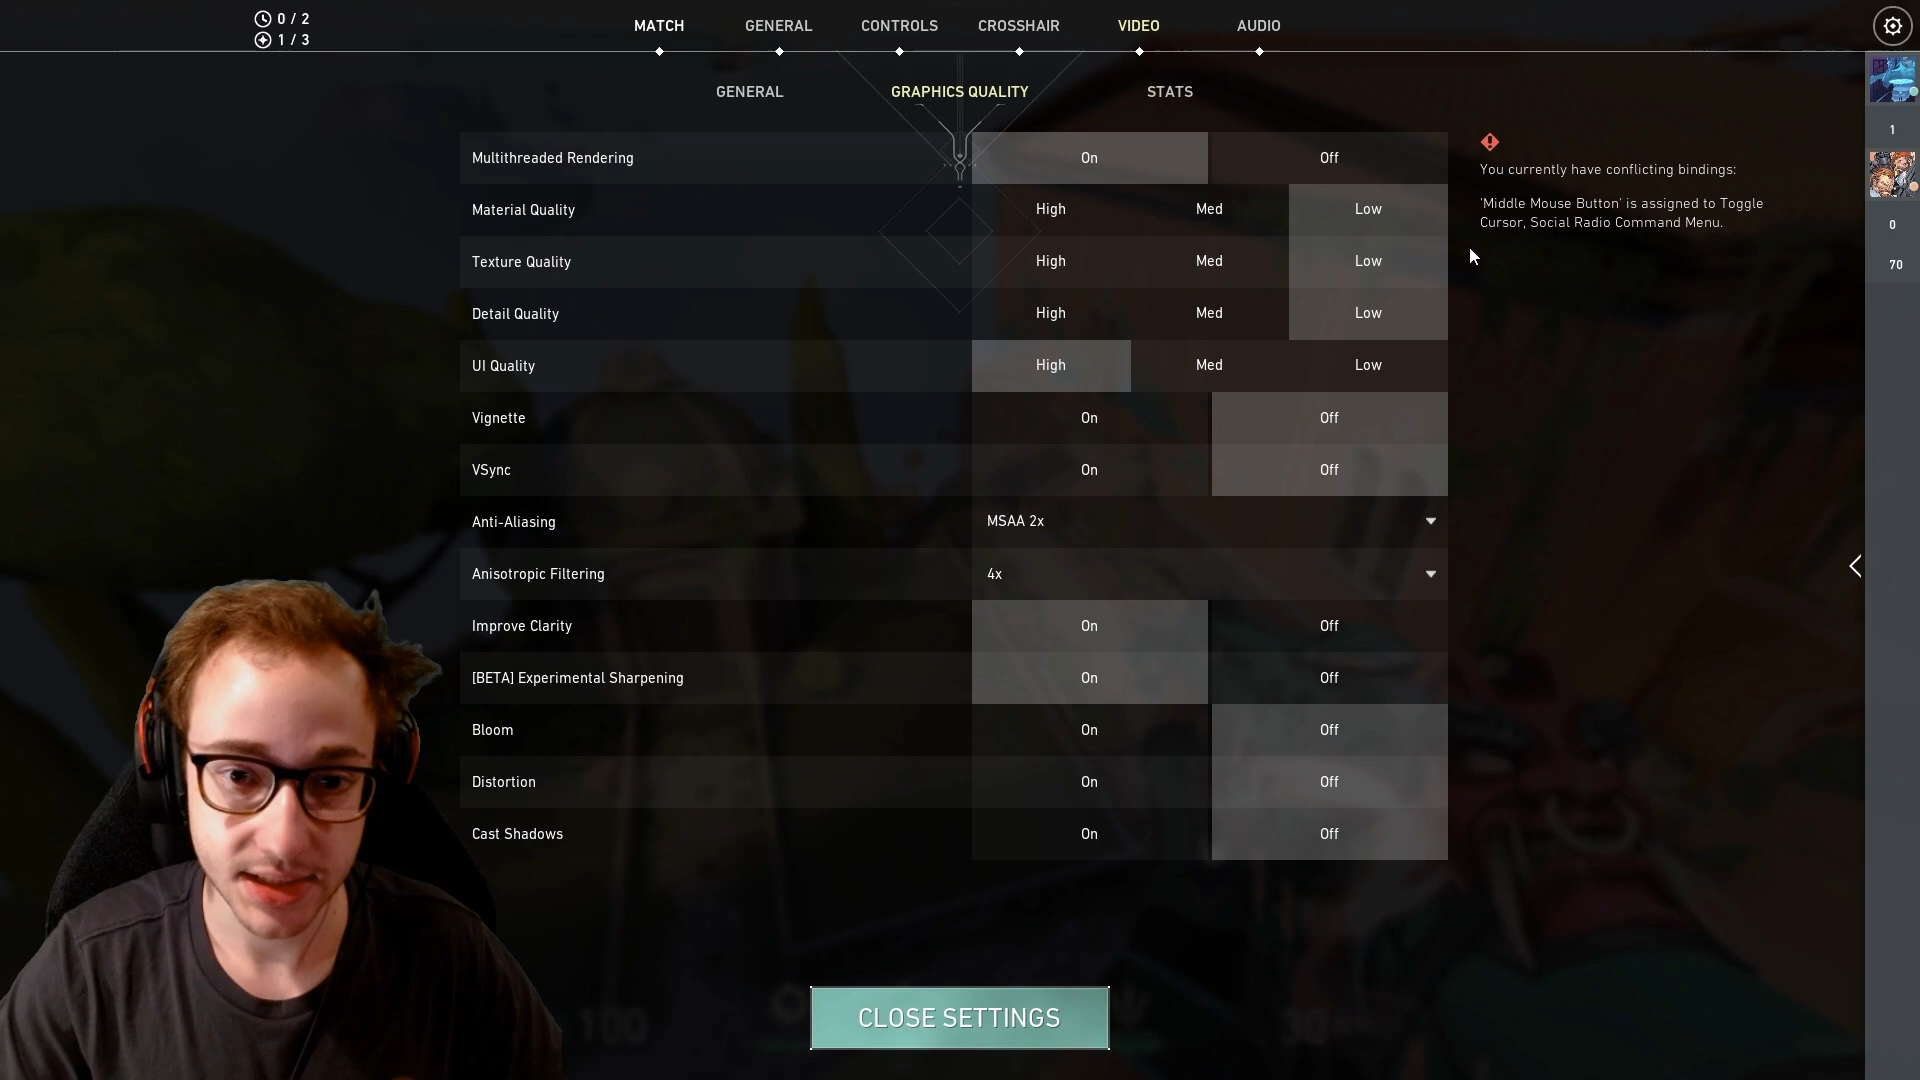 0 / 2
1 / 3
MATCH
GENERAL
CONTROLS
CROSSHAIR
VIDEO
AUDIO
GENERAL
GRAPHICS QUALITY
STATS
Multithreaded Rendering On Off
Material Quality High Med Low
Texture Quality High Med Low
Detail Quality High Med Low
UI Quality High Med Low
Vignette On Off
VSync On Off
Anti-Aliasing MSAA 2x
Anisotropic Filtering 4x
Improve Clarity On Off
[BETA] Experimental Sharpening On Off
Bloom On Off
Distortion On Off
Cast Shadows On Off
You currently have conflicting bindings:
'Middle Mouse Button' is assigned to Toggle
Cursor, Social Radio Command Menu.
1
0
70
100
CLOSE SETTINGS